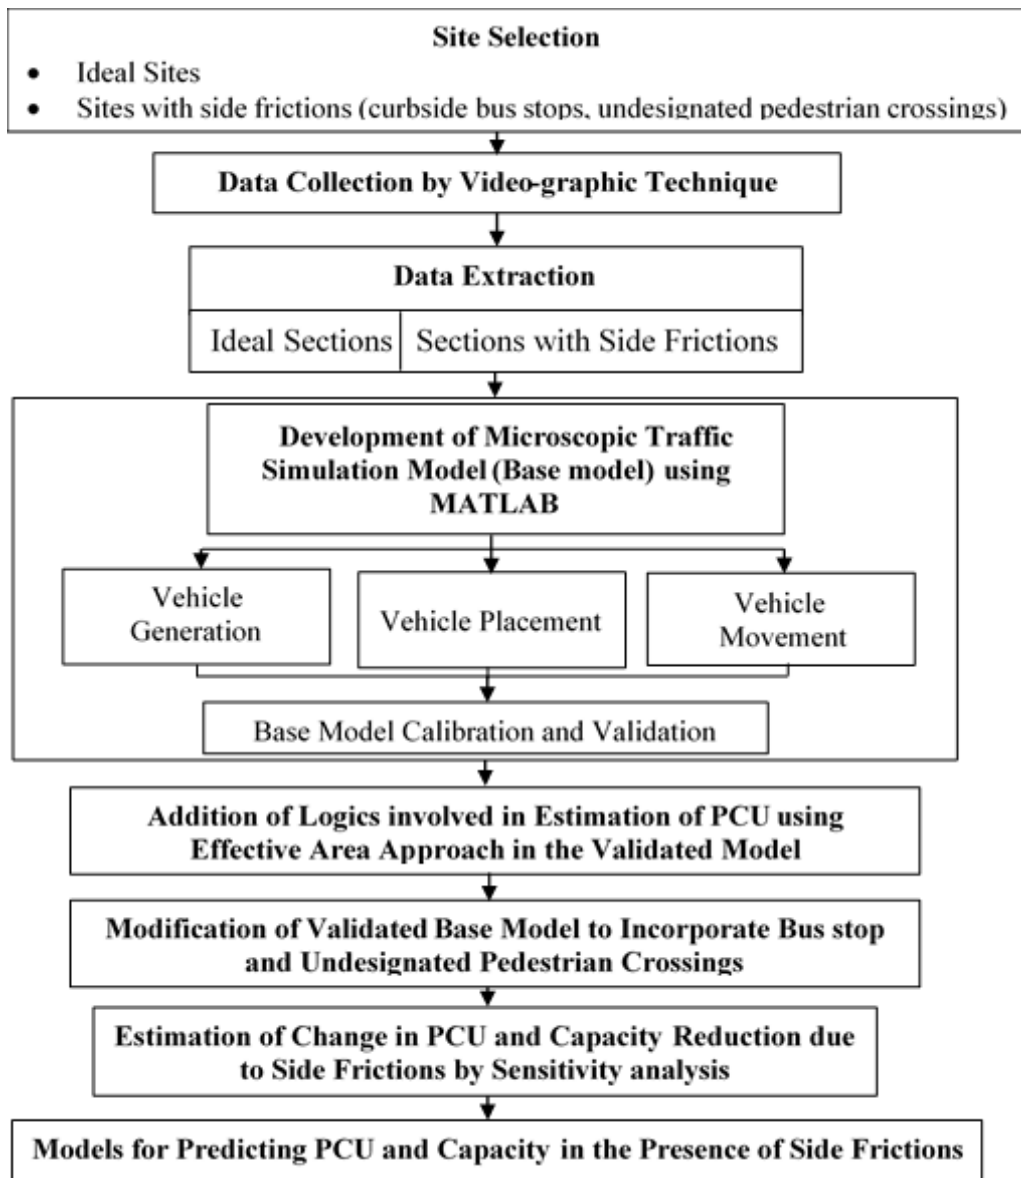 Site Selection
• Ideal Sites
• Sites with side frictions (curbside bus stops, undesignated pedestrian crossings)
Data Collection by Video-graphic Technique
Data Extraction
Ideal Sections
Sections with Side Frictions
Development of Microscopic Traffic
Simulation Model (Base model) using
MATLAB
Vehicle
Generation
Vehicle Placement
Vehicle
Movement
Base Model Calibration and Validation
Addition of Logics involved in Estimation of PCU using
Effective Area Approach in the Validated Model
Modification of Validated Base Model to Incorporate Bus stop
and Undesignated Pedestrian Crossings
Estimation of Change in PCU and Capacity Reduction due
to Side Frictions by Sensitivity analysis
Models for Predicting PCU and Capacity in the Presence of Side Frictions